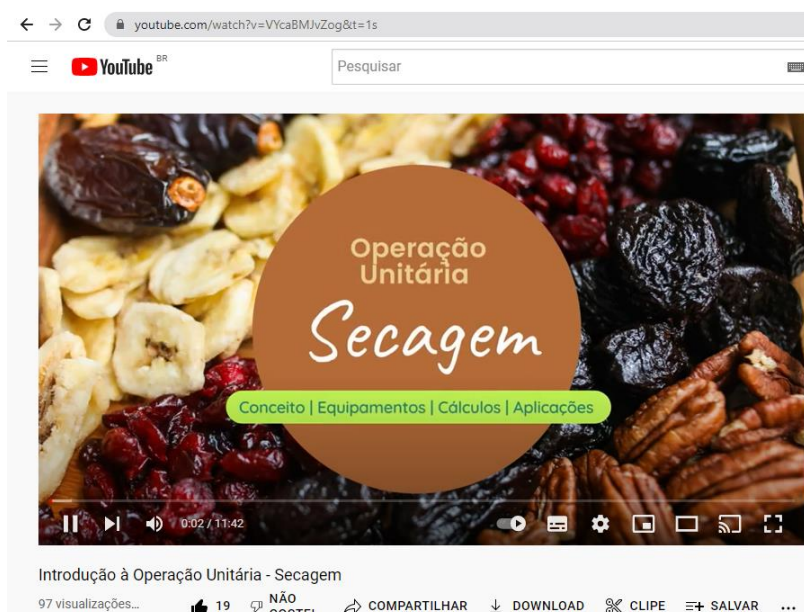 youtube.com/watch?v=VYcaBMJvZog&t=1s
YouTube BR
Pesquisar
Operação
Unitária
Secagem
Conceito | Equipamentos | Cálculos | Aplicações
0:02 / 11:42
Introdução à Operação Unitária - Secagem
97 visualizações...
19
NÃO
COMPARTILHAR
DOWNLOAD
CLIPE
SALVAR
...